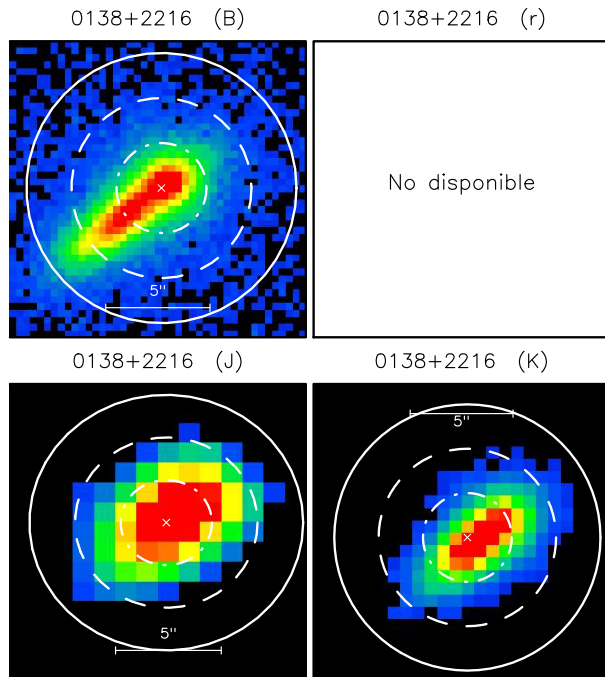 0138+2216 (B)
0138+2216 (r)
5"
No disponible
0138+2216 (J)
0138+2216 (K)
5"
5"